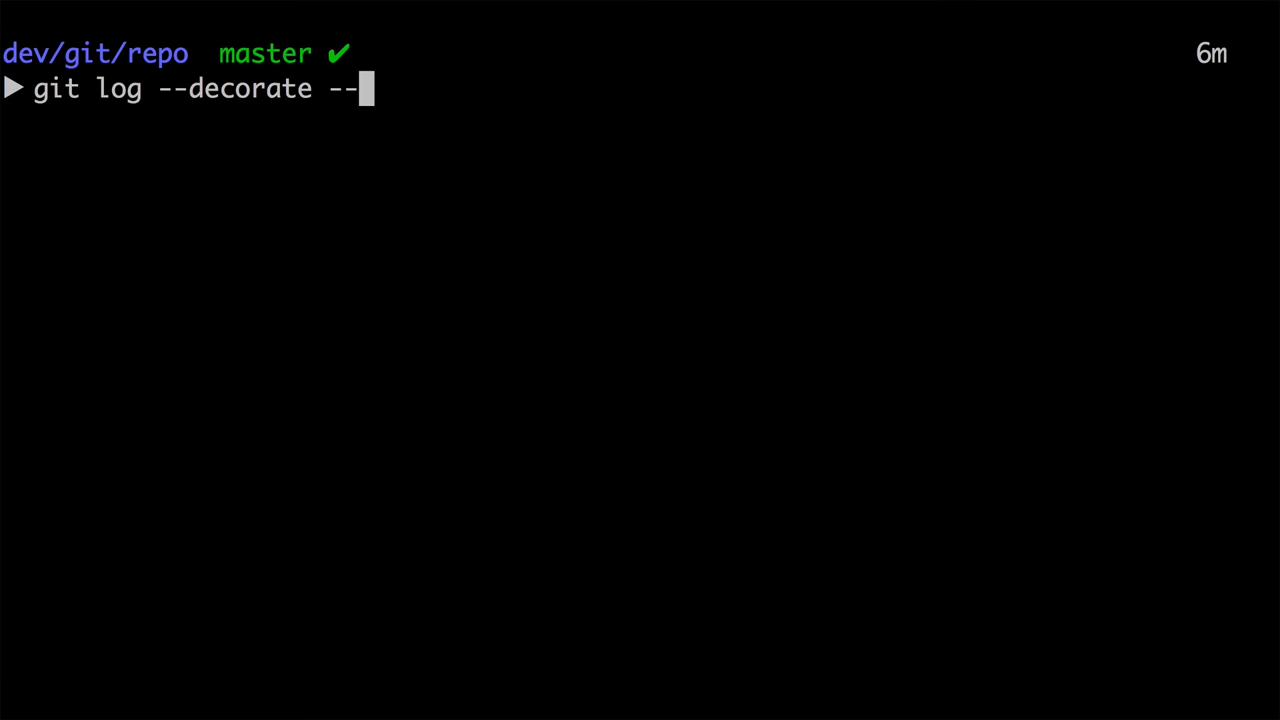 dev/git/repo  master ✔ 6m
▶ git log --decorate --